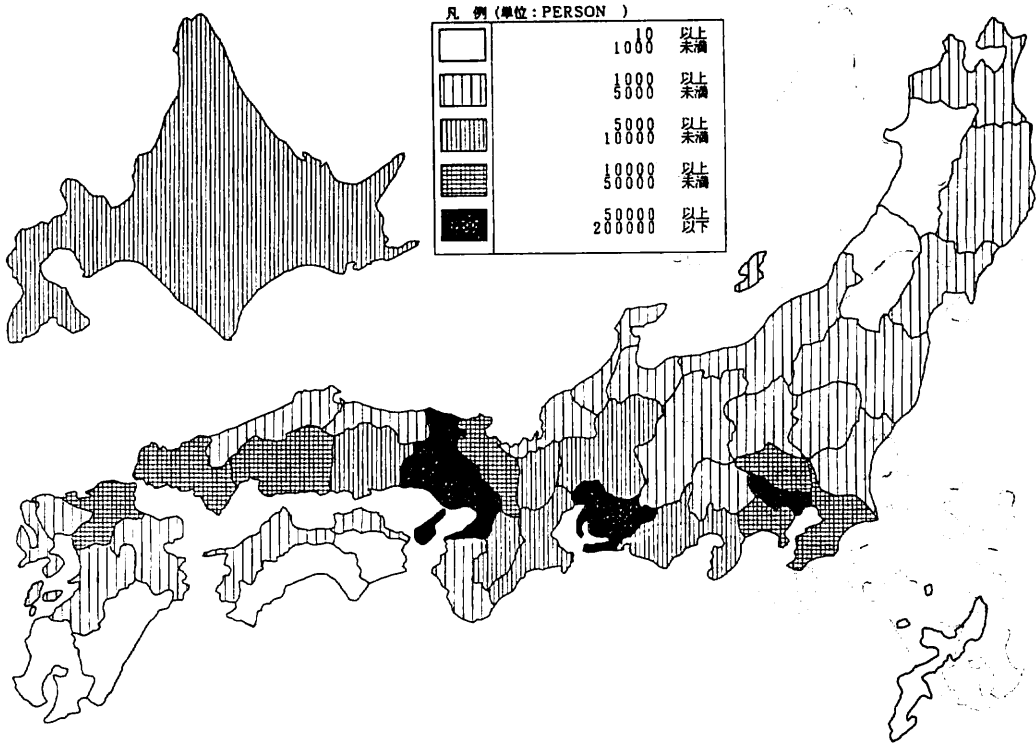 凡 例 (単位 : PERSON )
10 以上
1000 未満
1000 以上
5000 未満
5000 以上
10000 未満
10000 以上
50000 未満
50000 以上
200000 以下